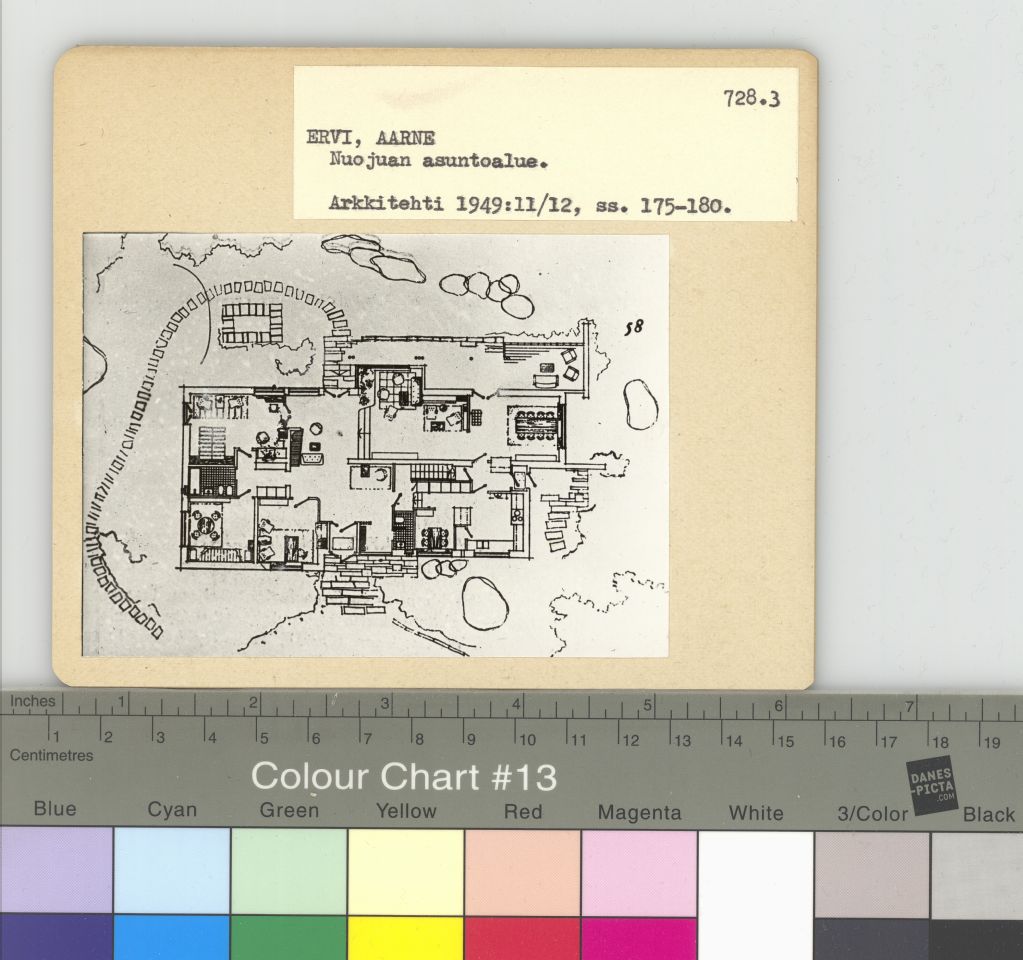 728.3
ERVI, AARNE
Nuojuan asuntoalue.
Arkkitehti 1949:11/12, ss. 175-180.
58
Inches 1 2 3 4 5 6 7
1 2 3 4 5 6 7 8 9 10 11 12 13 14 15 16 17 18 19
Centimetres
Colour Chart #13
DANES
-PICTA
.COM
Blue Cyan Green Yellow Red Magenta White 3/Color Black